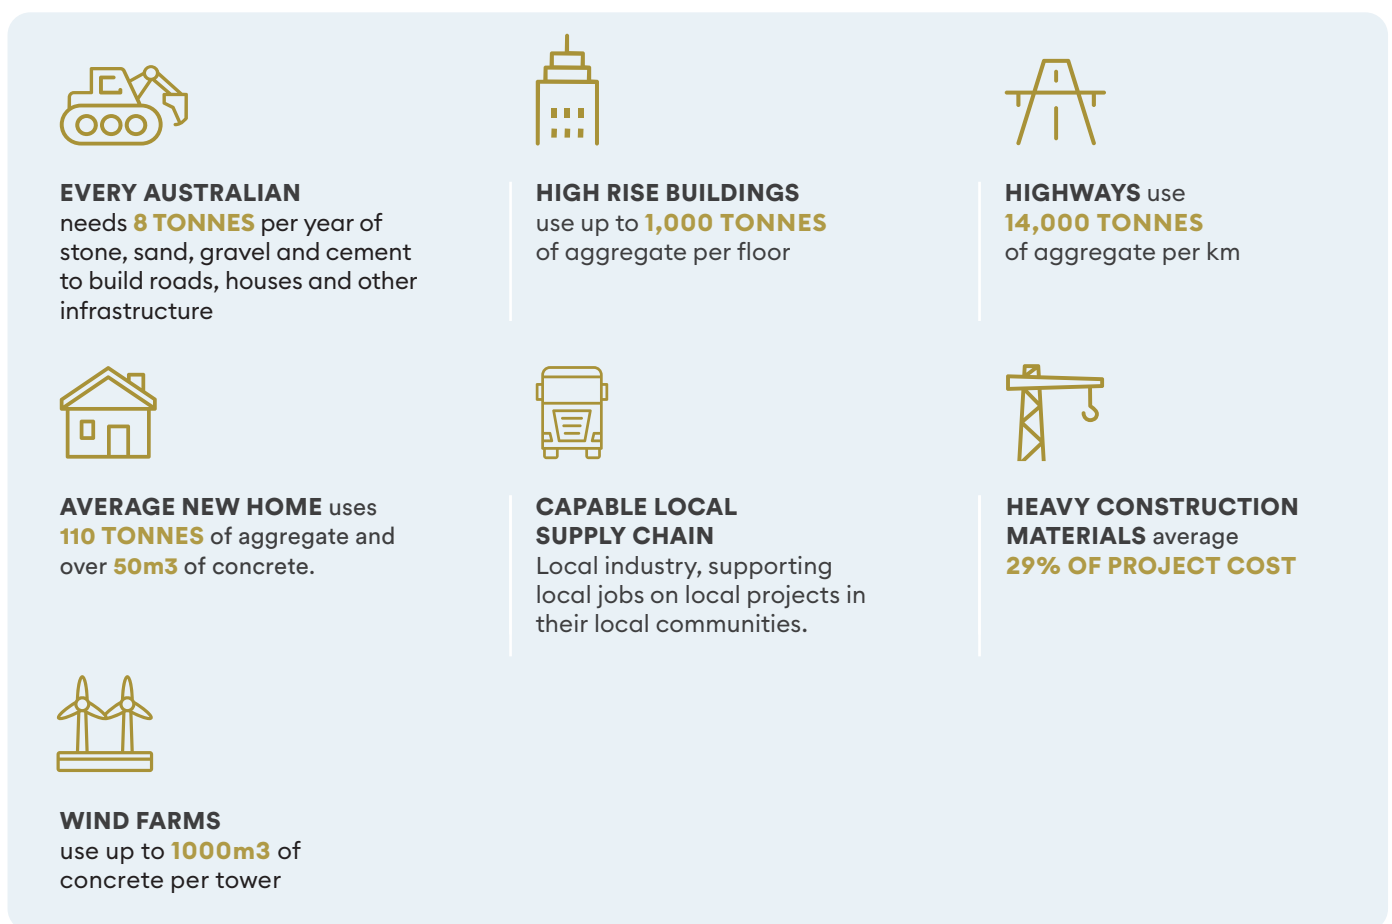 EVERY AUSTRALIAN
needs 8 TONNES per year of
stone, sand, gravel and cement
to build roads, houses and other
infrastructure
HIGH RISE BUILDINGS
use up to 1,000 TONNES
of aggregate per floor
HIGHWAYS use
14,000 TONNES
of aggregate per km
AVERAGE NEW HOME uses
110 TONNES of aggregate and
over 50m3 of concrete.
CAPABLE LOCAL
SUPPLY CHAIN
Local industry, supporting
local jobs on local projects in
their local communities.
HEAVY CONSTRUCTION
MATERIALS average
29% OF PROJECT COST
WIND FARMS
use up to 1000m3 of
concrete per tower